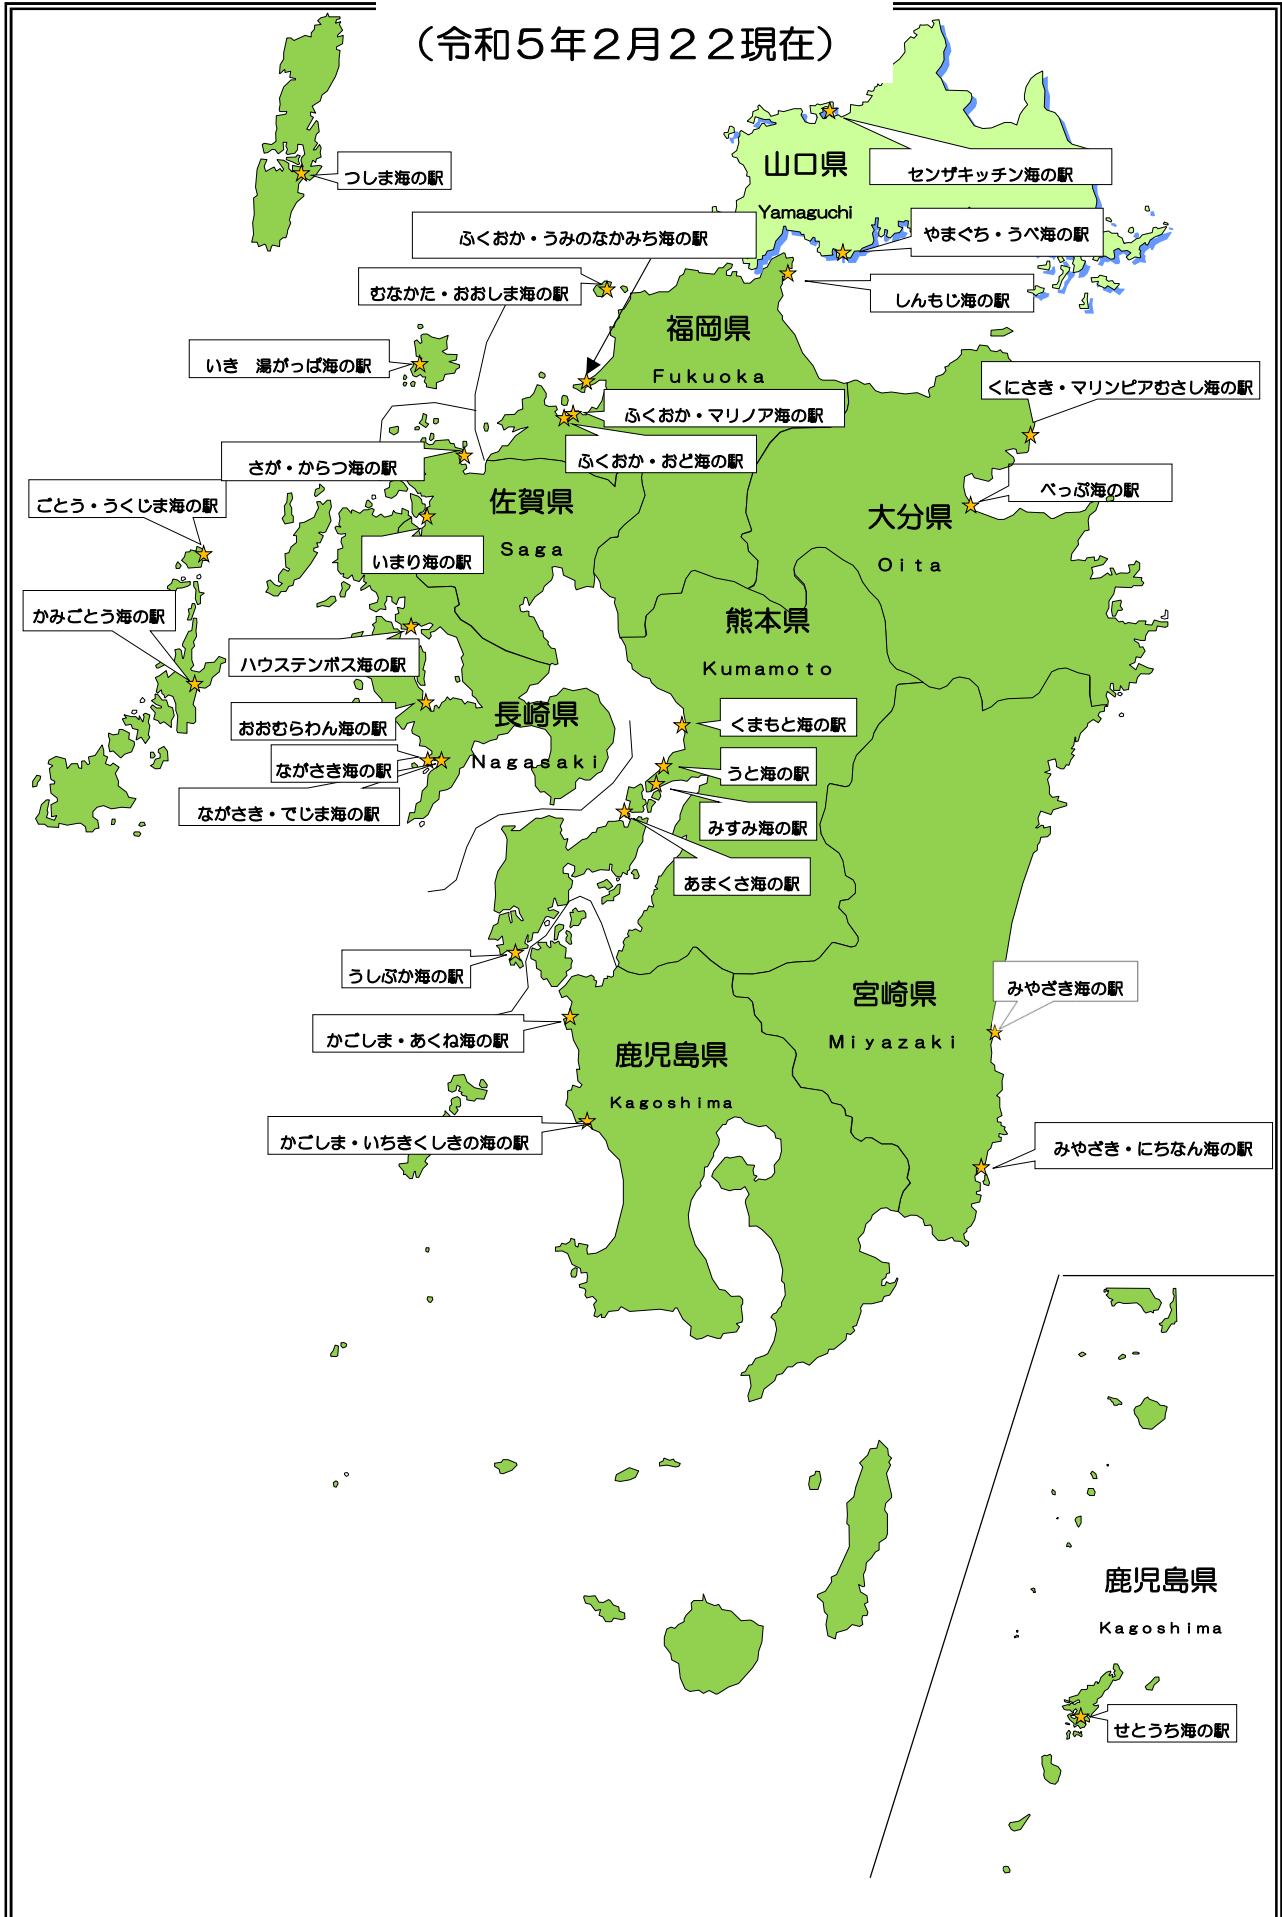 （令和５年２月２２現在）
山口県
センザキッチン海の駅
つしま海の駅
Yamaguchi
ふくおか・うみのなかみち海の駅
やまぐち・うべ海の駅
むなかた・おおしま海の駅
しんもじ海の駅
福岡県
いき　湯がっぱ海の駅
Fukuoka
くにさき・マリンピアむさし海の駅
ふくおか・マリノア海の駅
さが・からつ海の駅
ふくおか・おど海の駅
べっぷ海の駅
ごとう・うくじま海の駅
佐賀県
大分県
Saga
いまり海の駅
Oita
かみごとう海の駅
熊本県
ハウステンボス海の駅
Kumamoto
おおむらわん海の駅
長崎県
くまもと海の駅
ながさき海の駅
Nagasaki
うと海の駅
ながさき・でじま海の駅
みすみ海の駅
あまくさ海の駅
うしぶか海の駅
宮崎県
みやざき海の駅
かごしま・あくね海の駅
Miyazaki
鹿児島県
Kagoshima
かごしま・いちきくしきの海の駅
みやざき・にちなん海の駅
鹿児島県
Kagoshima
せとうち海の駅